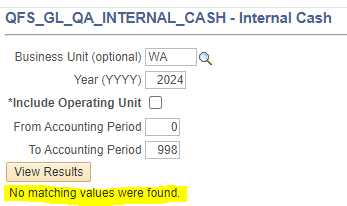 QFS_GL_QA_INTERNAL_CASH - Internal Cash
Business Unit (optional) WA
Year (YYYY) 2024
*Include Operating Unit
From Accounting Period 0
To Accounting Period 998
View Results
No matching values were found.